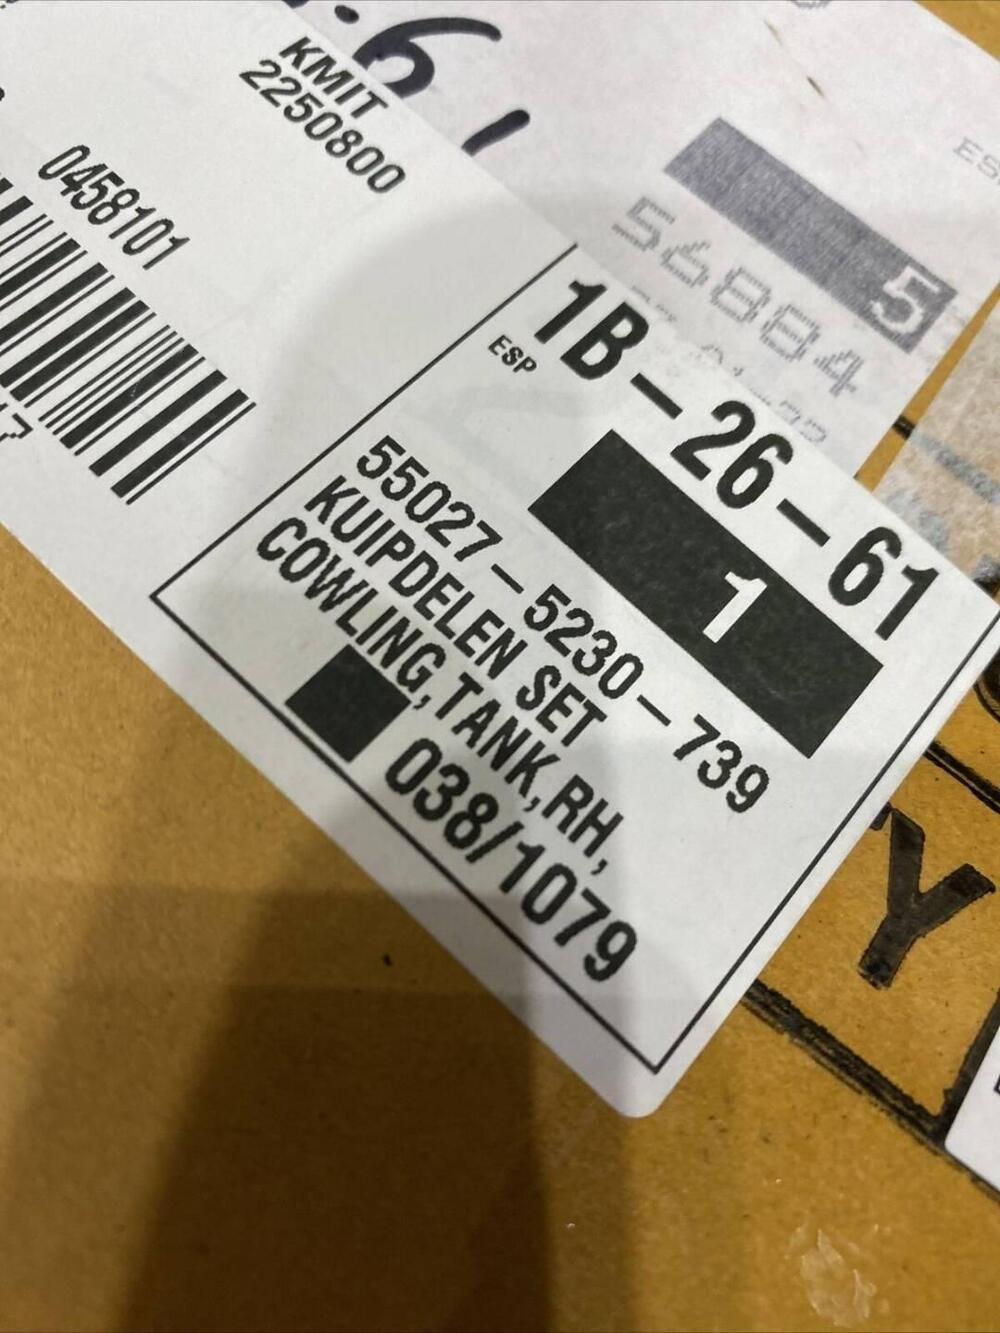 KMIT
2250800
0458101
61
5
56884
1B-26-61
ESP
1
55027-5230-739
KUIPDELEN SET
COWLING,TANK,RH,
038/1079
Y